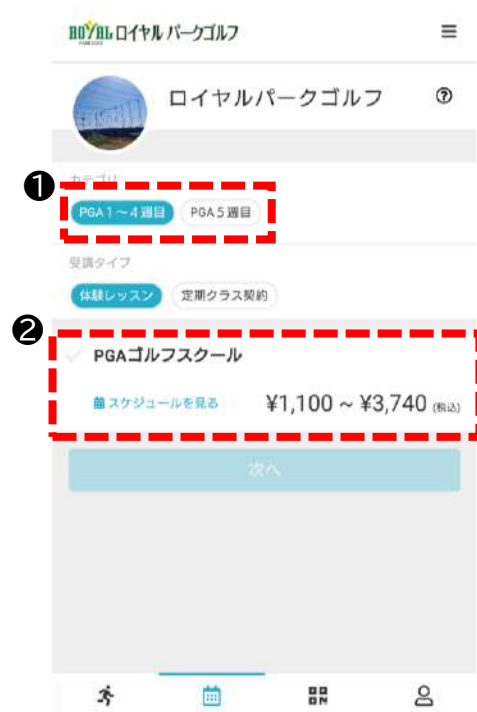 ROYAL ロイヤル パークゴルフ
PARK GOLF
ロイヤルパークゴルフ
❶
カテゴリ
PGA1～4週目 PGA5週目
受講タイプ
体験レッスン 定期クラス契約
❷
PGAゴルフスクール
スケジュールを見る ¥1,100 ~ ¥3,740 (税込)
次へ